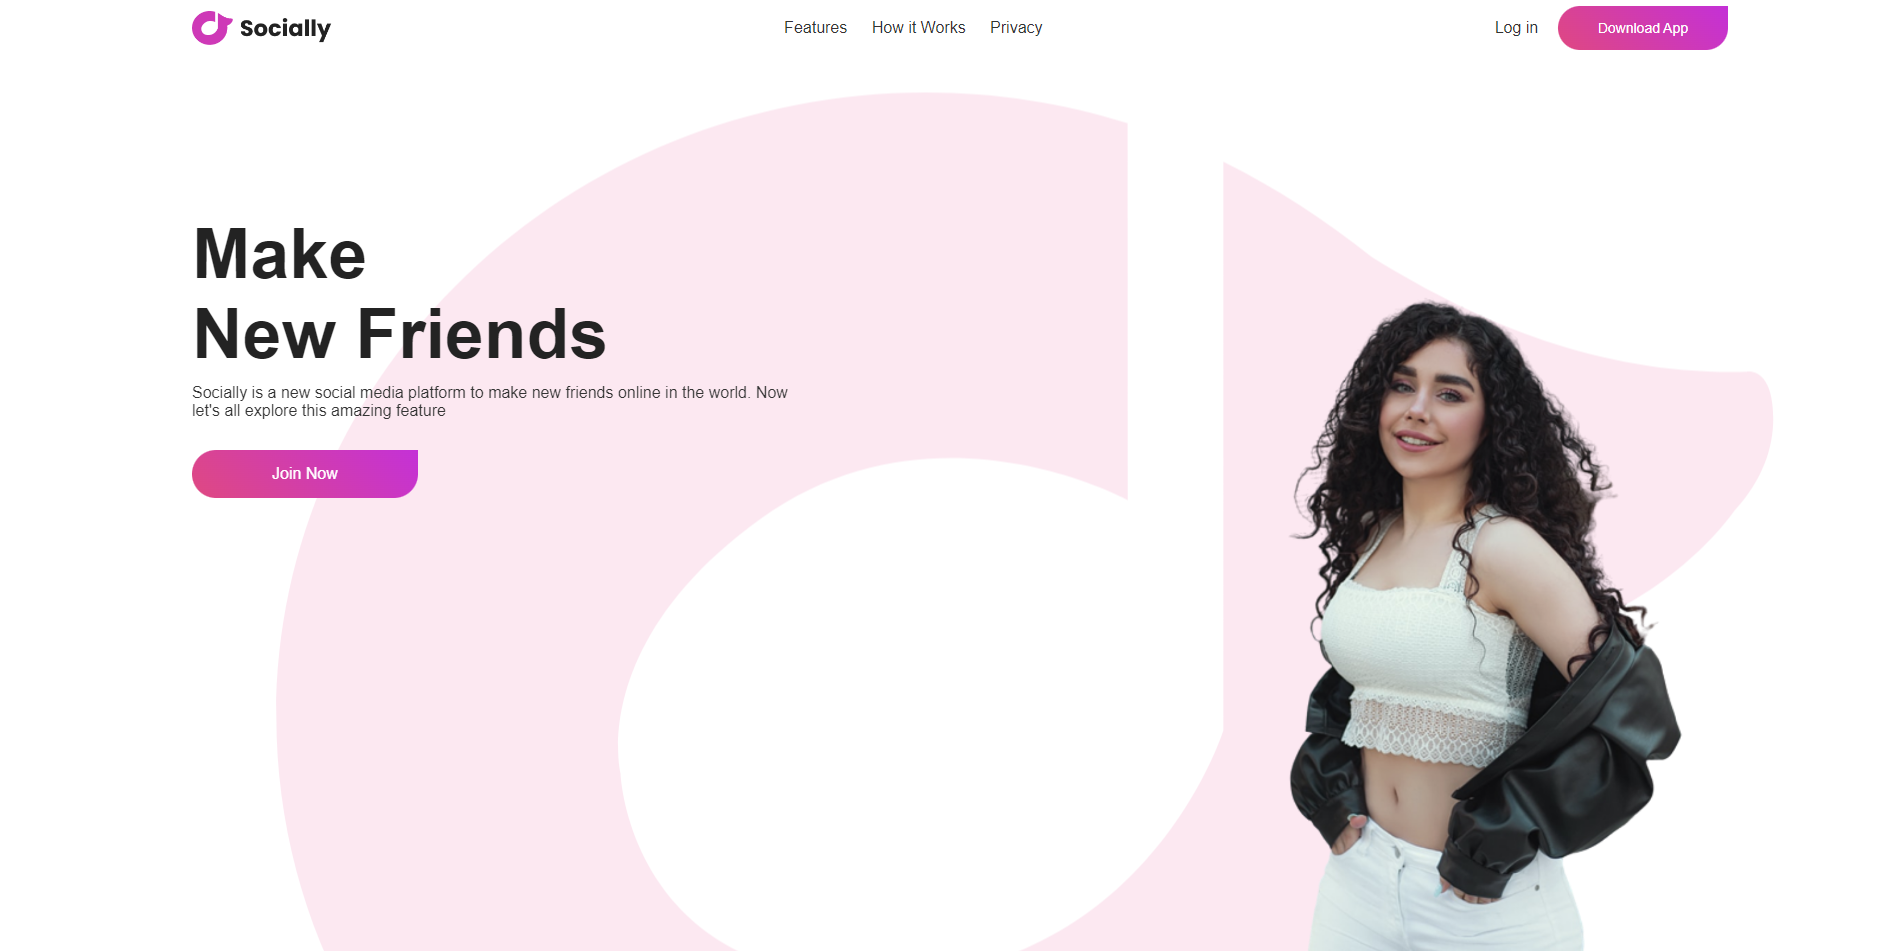 Socially
Features
How it Works
Privacy
Log in
Download App
Make
New Friends
Socially is a new social media platform to make new friends online in the world. Now
let's all explore this amazing feature
Join Now